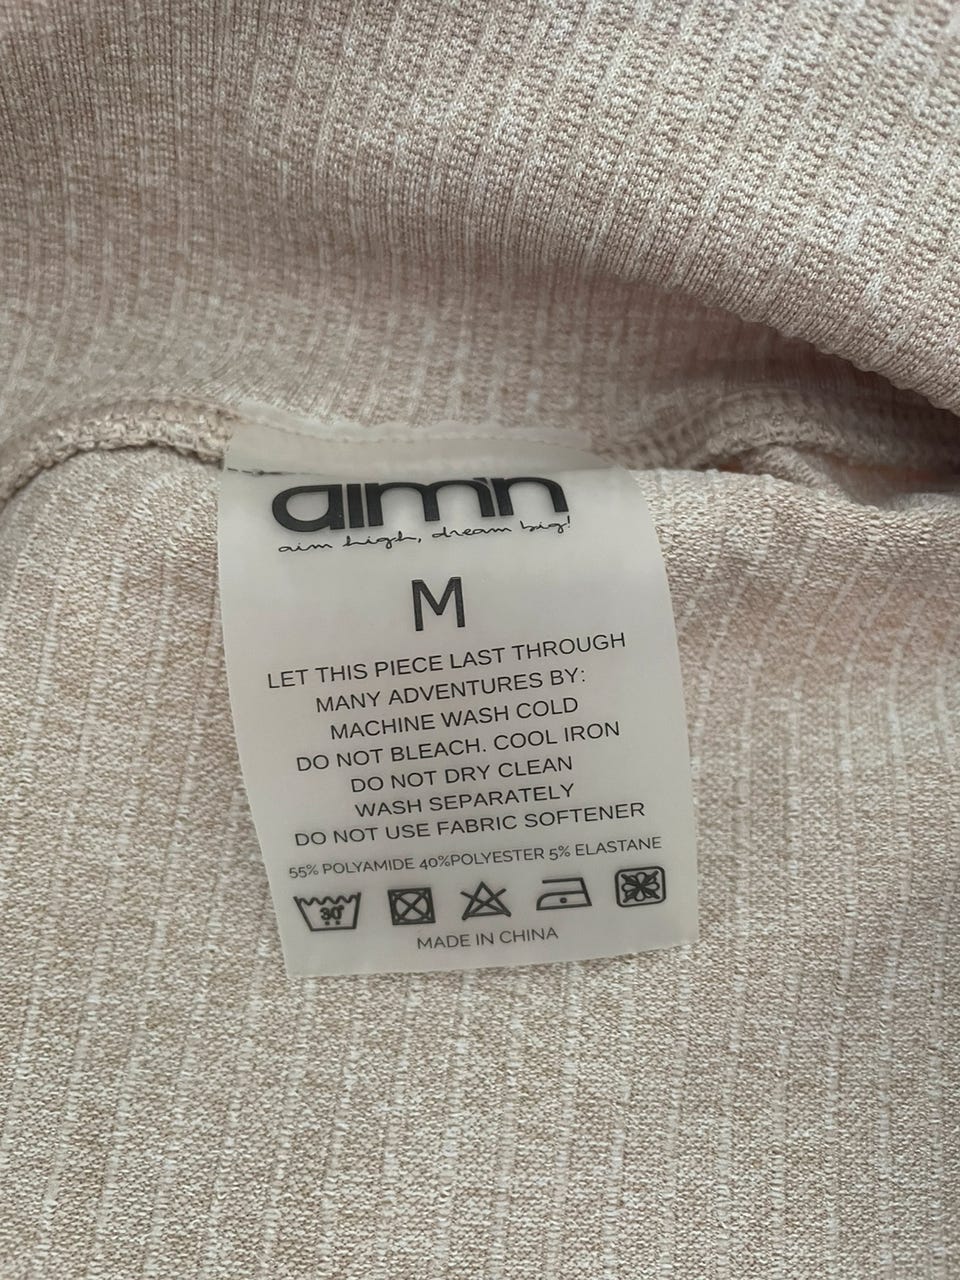 aim'n
aim high, dream big!
M
LET THIS PIECE LAST THROUGH
MANY ADVENTURES BY:
MACHINE WASH COLD
DO NOT BLEACH. COOL IRON
DO NOT DRY CLEAN
WASH SEPARATELY
DO NOT USE FABRIC SOFTENER
55% POLYAMIDE 40%POLYESTER 5% ELASTANE
30°
MADE IN CHINA